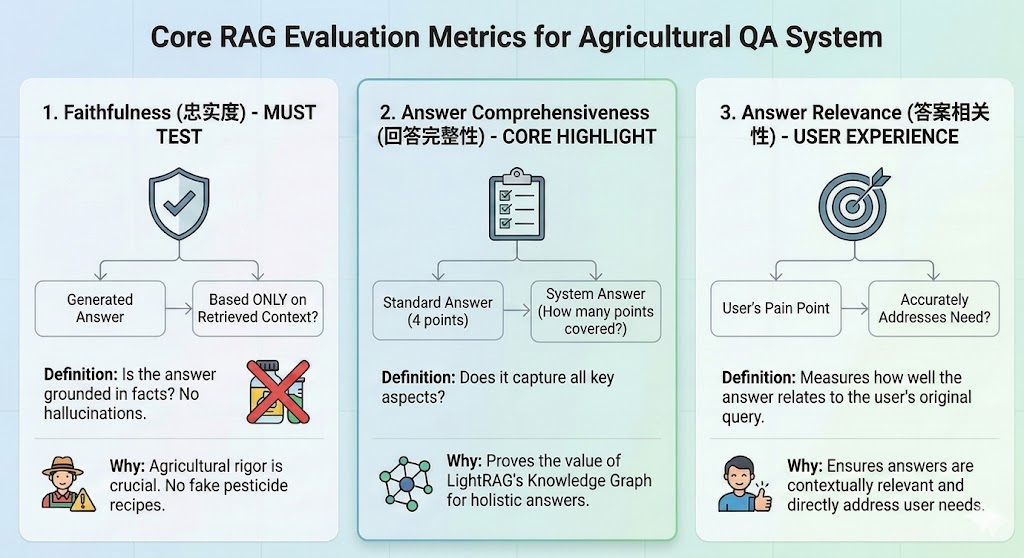 Core RAG Evaluation Metrics for Agricultural QA System
1. Faithfulness (忠实度) - MUST
TEST
Generated
Answer
Based ONLY on
Retrieved Context?
Definition: Is the answer
grounded in facts? No
hallucinations.
Why: Agricultural rigor is
crucial. No fake pesticide
recipes.
2. Answer Comprehensiveness
(回答完整性) - CORE HIGHLIGHT
Standard Answer
(4 points)
System Answer
(How many points
covered?)
Definition: Does it capture all key
aspects?
Why: Proves the value of
LightRAG's Knowledge Graph
for holistic answers.
3. Answer Relevance (答案相关
性) - USER EXPERIENCE
User's Pain Point
Accurately
Addresses Need?
Definition: Measures how well the
answer relates to the user's original
query.
Why: Ensures answers are
contextually relevant and
directly address user needs.